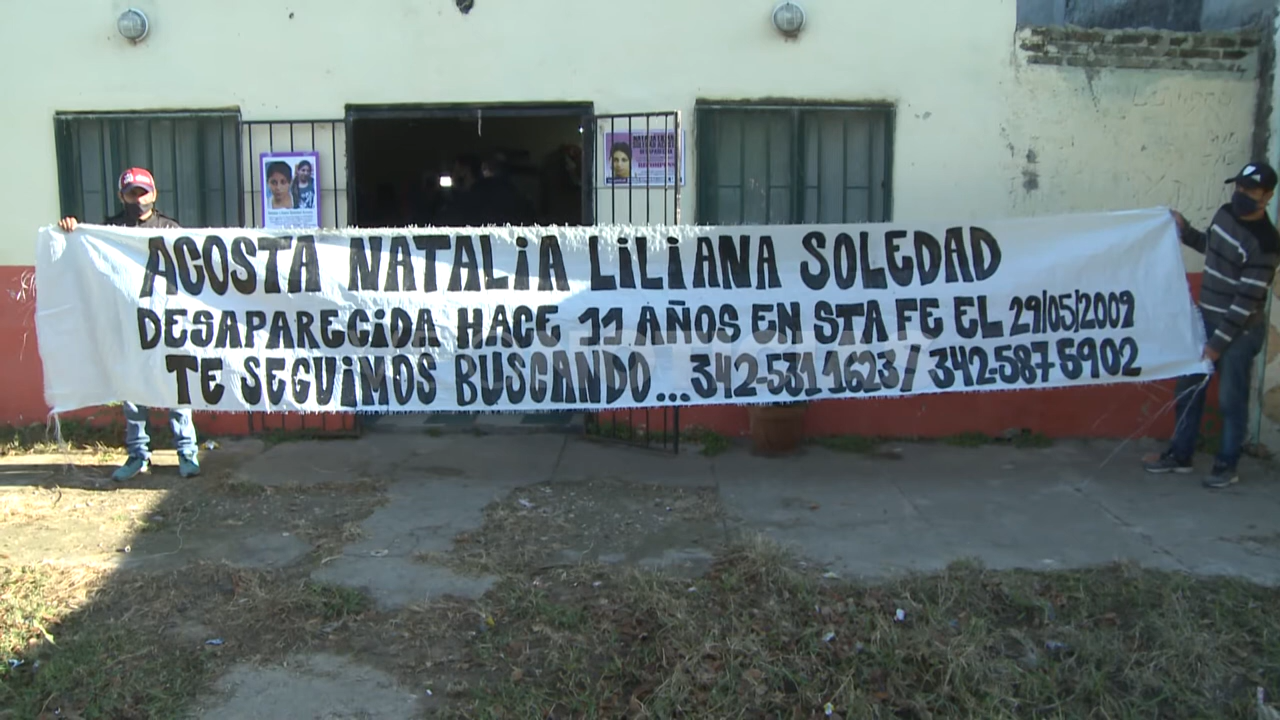 ACOSTA NATALiA LiLiANA SOLEDAD
DESAPARECiDA HACE 11 AÑOS EN STA FE EL 29/05/2009
TE SEGUiMOS BUSCANDO... 342-531 1623 / 342-587 5902